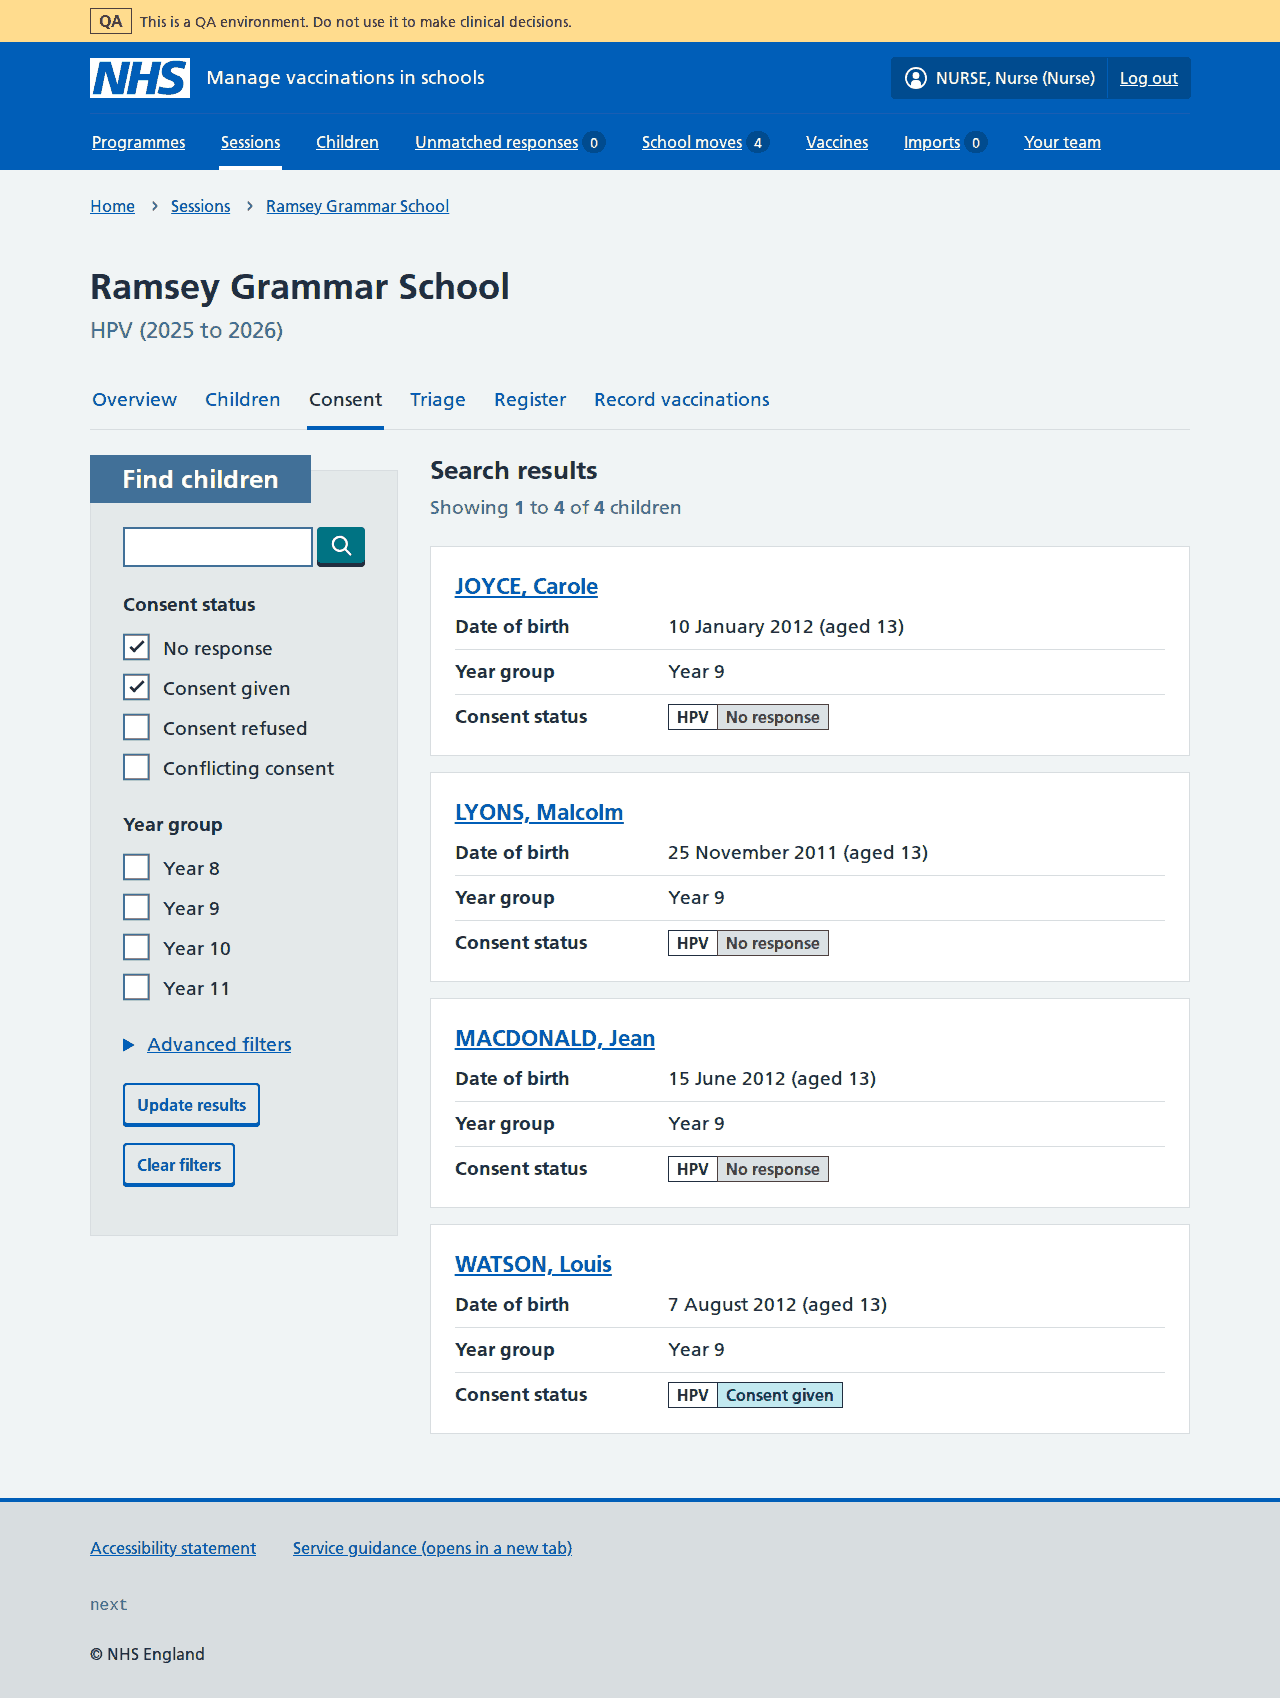 QA This is a QA environment. Do not use it to make clinical decisions.
NHS Manage vaccinations in schools NURSE, Nurse (Nurse) Log out
Programmes Sessions Children Unmatched responses 0 School moves 4 Vaccines Imports 0 Your team
Home Sessions Ramsey Grammar School
Ramsey Grammar School
HPV (2025 to 2026)
Overview Children Consent Triage Register Record vaccinations
Find children
Consent status
No response
Consent given
Consent refused
Conflicting consent
Year group
Year 8
Year 9
Year 10
Year 11
Advanced filters
Update results
Clear filters
Search results
Showing 1 to 4 of 4 children
JOYCE, Carole
Date of birth 10 January 2012 (aged 13)
Year group Year 9
Consent status HPV No response
LYONS, Malcolm
Date of birth 25 November 2011 (aged 13)
Year group Year 9
Consent status HPV No response
MACDONALD, Jean
Date of birth 15 June 2012 (aged 13)
Year group Year 9
Consent status HPV No response
WATSON, Louis
Date of birth 7 August 2012 (aged 13)
Year group Year 9
Consent status HPV Consent given
Accessibility statement Service guidance (opens in a new tab)
next
© NHS England